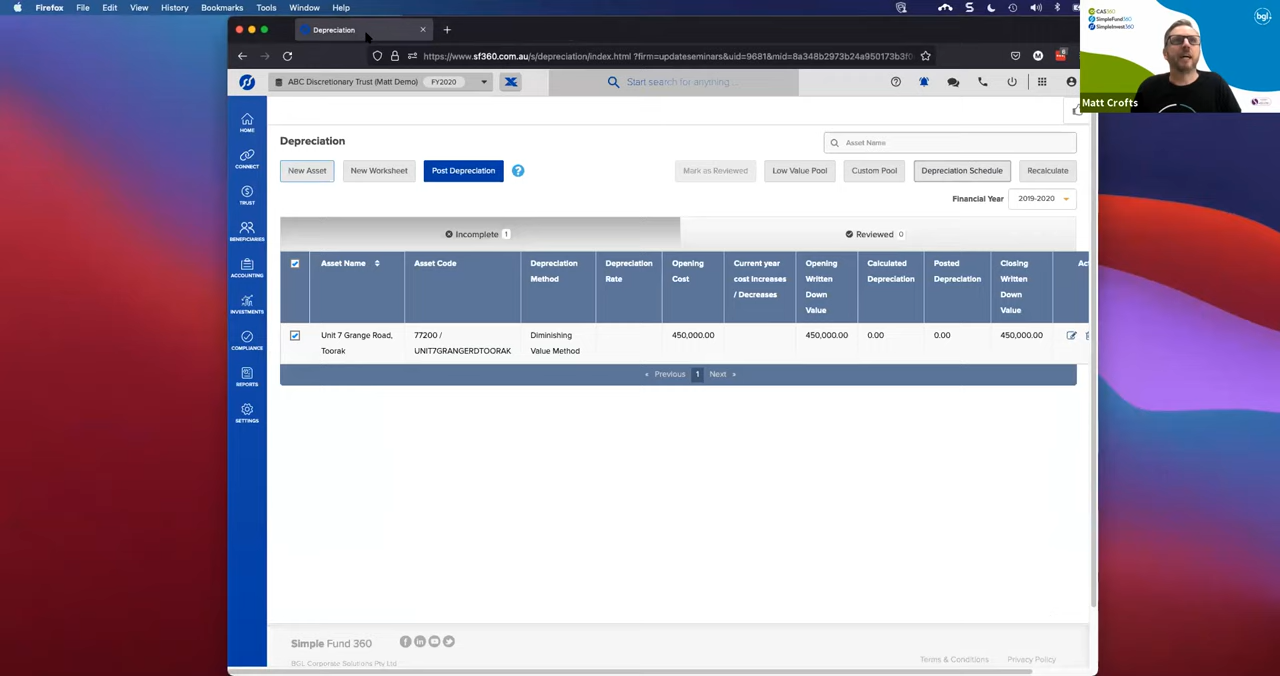 Firefox File Edit View History Bookmarks Tools Window Help
CAS360
SimpleFund360
SimpleInvest360
bgl
Matt Crofts
Depreciation
https://www.sf360.com.au/s/depreciation/index.html ?firm=updateseminars&uid=9681&mid=8a348b2973b24a950173b3f
ABC Discretionary Trust (Matt Demo) FY2020
Start search for anything...
HOME
CONNECT
TRUST
BENEFICIARIES
ACCOUNTING
INVESTMENTS
COMPLIANCE
REPORTS
SETTINGS
Depreciation
Asset Name
New Asset New Worksheet Post Depreciation ? Mark as Reviewed Low Value Pool Custom Pool Depreciation Schedule Recalculate
Financial Year 2019-2020
Incomplete 1 Reviewed 0
Asset Name Asset Code Depreciation Method Depreciation Rate Opening Cost Current year cost Increases / Decreases Opening Written Down Value Calculated Depreciation Posted Depreciation Closing Written Down Value
Unit 7 Grange Road, Toorak 77200 / UNIT7GRANGERDTOORAK Diminishing Value Method 450,000.00 450,000.00 0.00 0.00 450,000.00
« Previous 1 Next »
Simple Fund 360
BGL Corporate Solutions Pty Ltd
Terms & Conditions Privacy Policy